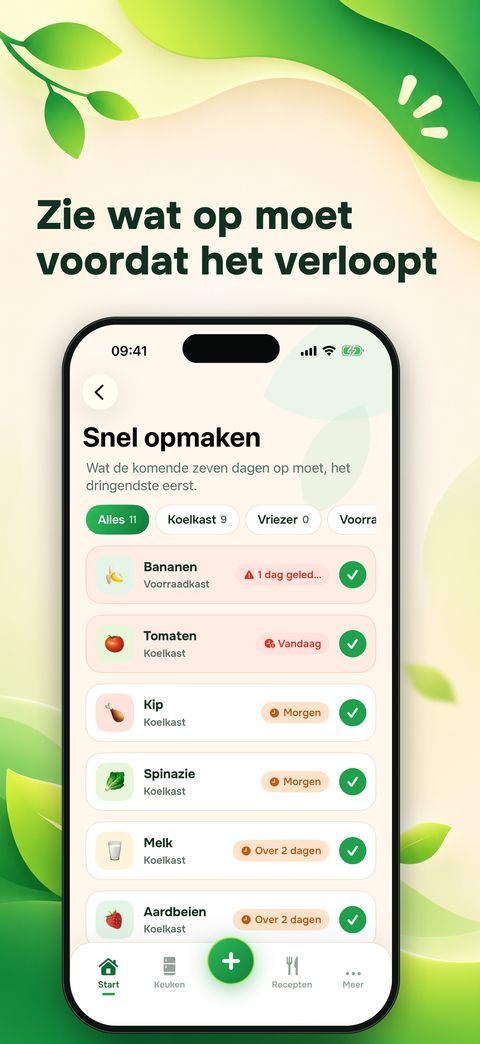 Zie wat op moet
voordat het verloopt
09:41
Snel opmaken
Wat de komende zeven dagen op moet, het
dringendste eerst.
Alles 11 Koelkast 9 Vriezer 0 Voorra
Bananen
Voorraadkast
1 dag geled...
Tomaten
Koelkast
Vandaag
Kip
Koelkast
Morgen
Spinazie
Koelkast
Morgen
Melk
Koelkast
Over 2 dagen
Aardbeien
Koelkast
Over 2 dagen
Start Keuken Recepten Meer